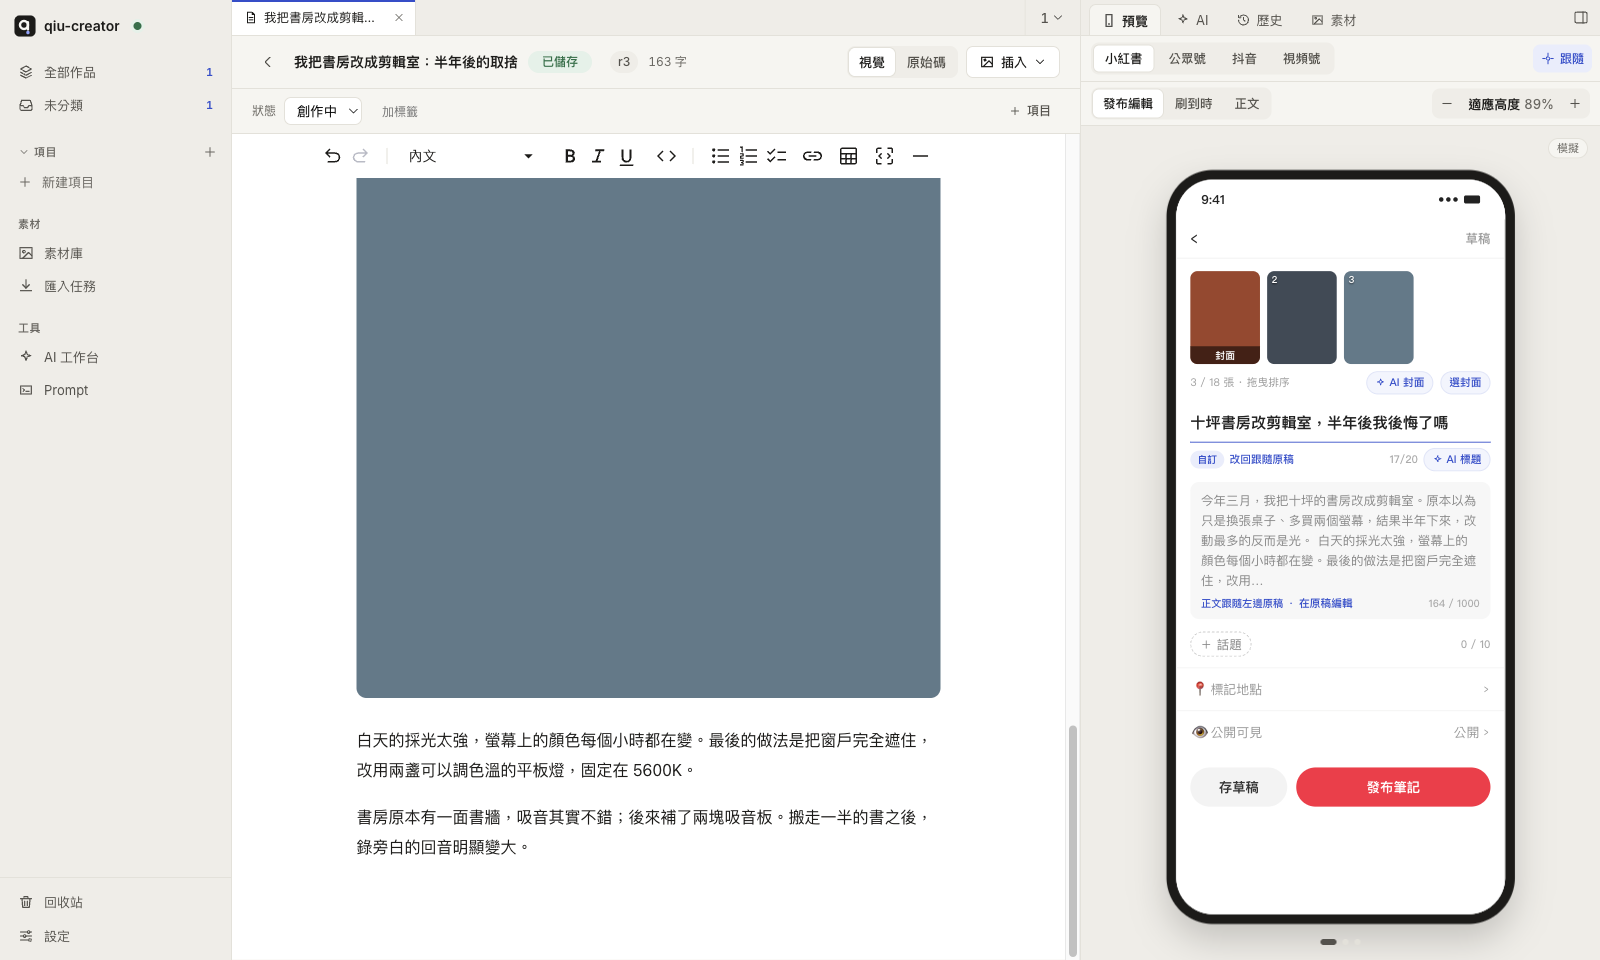 qiu-creator
全部作品 1
未分類 1
項目
新建項目
素材
素材庫
匯入任務
工具
AI 工作台
Prompt
回收站
設定
我把書房改成剪輯...
1
我把書房改成剪輯室：半年後的取捨
已儲存
r3
163 字
視覺
原始碼
插入
狀態
創作中
加標籤
項目
內文
白天的採光太強，螢幕上的顏色每個小時都在變。最後的做法是把窗戶完全遮住，
改用兩盞可以調色溫的平板燈，固定在 5600K。
書房原本有一面書牆，吸音其實不錯；後來補了兩塊吸音板。搬走一半的書之後，
錄旁白的回音明顯變大。
預覽
AI
歷史
素材
小紅書
公眾號
抖音
視頻號
跟隨
發布編輯
刷到時
正文
適應高度 89%
模擬
9:41
草稿
封面
2
3
3 / 18 張 · 拖曳排序
AI 封面
選封面
十坪書房改剪輯室，半年後我後悔了嗎
自訂
改回跟隨原稿
17/20
AI 標題
今年三月，我把十坪的書房改成剪輯室。原本以為
只是換張桌子、多買兩個螢幕，結果半年下來，改
動最多的反而是光。 白天的採光太強，螢幕上的
顏色每個小時都在變。最後的做法是把窗戶完全遮
住，改用...
正文跟隨左邊原稿 · 在原稿編輯
164 / 1000
話題
0 / 10
標記地點
公開可見
公開
存草稿
發布筆記